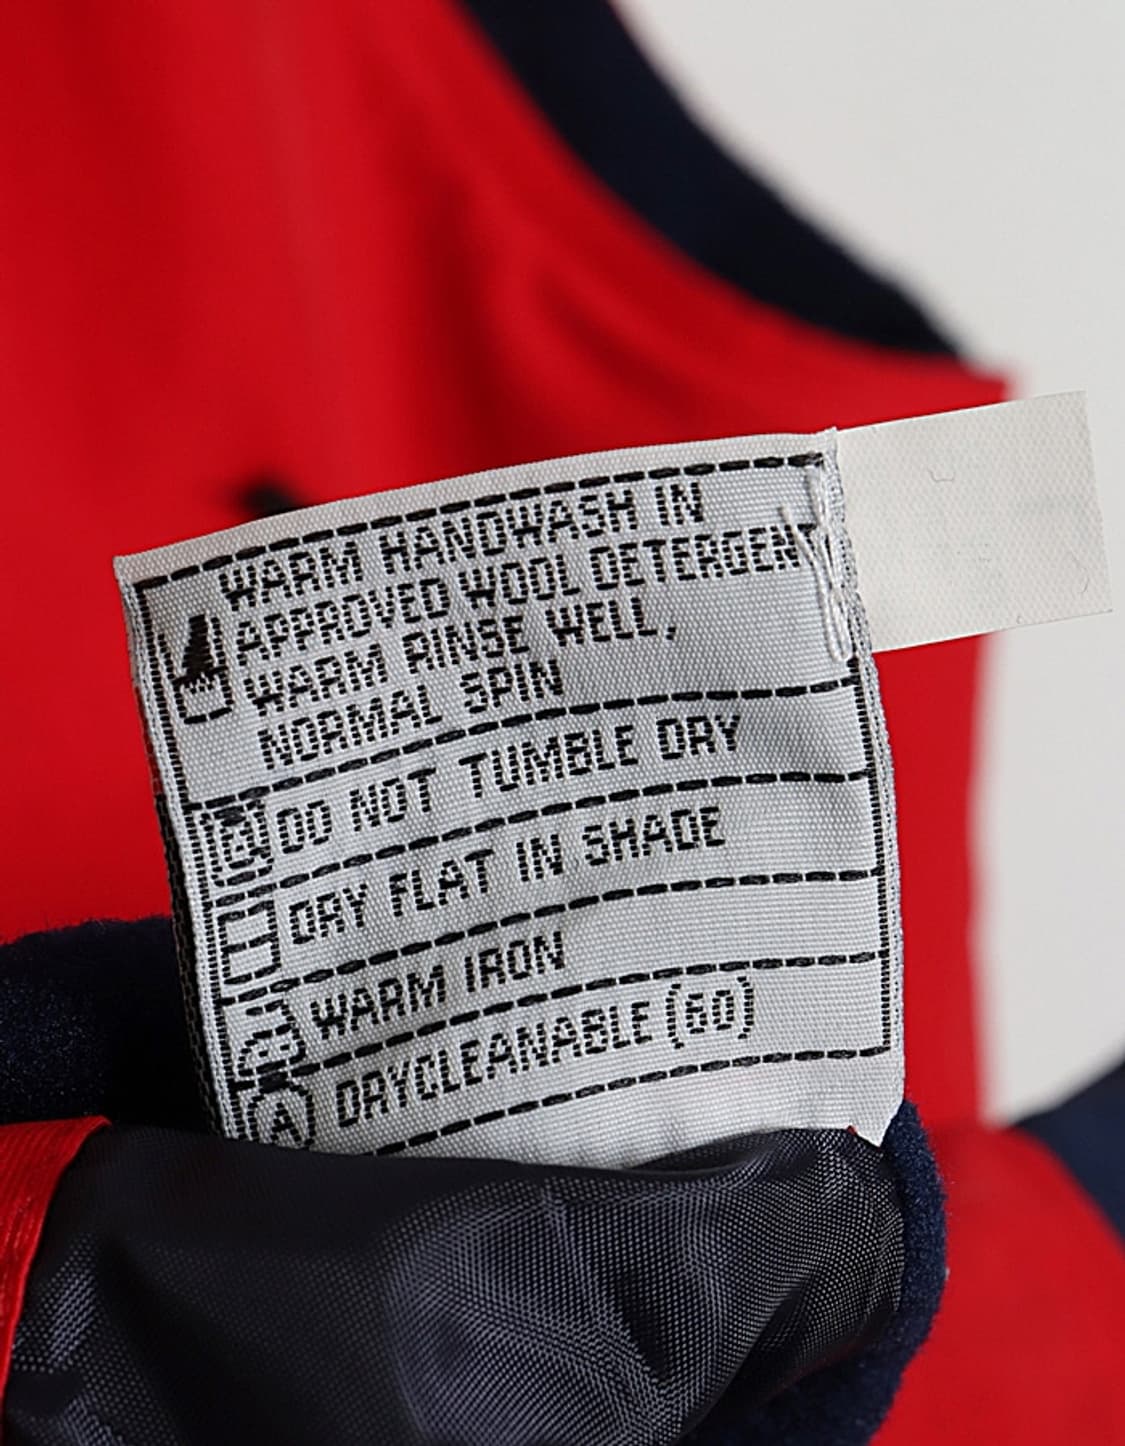 WARM HANDWASH IN
APPROVED WOOL DETERGENT
WARM RINSE WELL,
NORMAL SPIN
DO NOT TUMBLE DRY
DRY FLAT IN SHADE
WARM IRON
A DRYCLEANABLE (60)